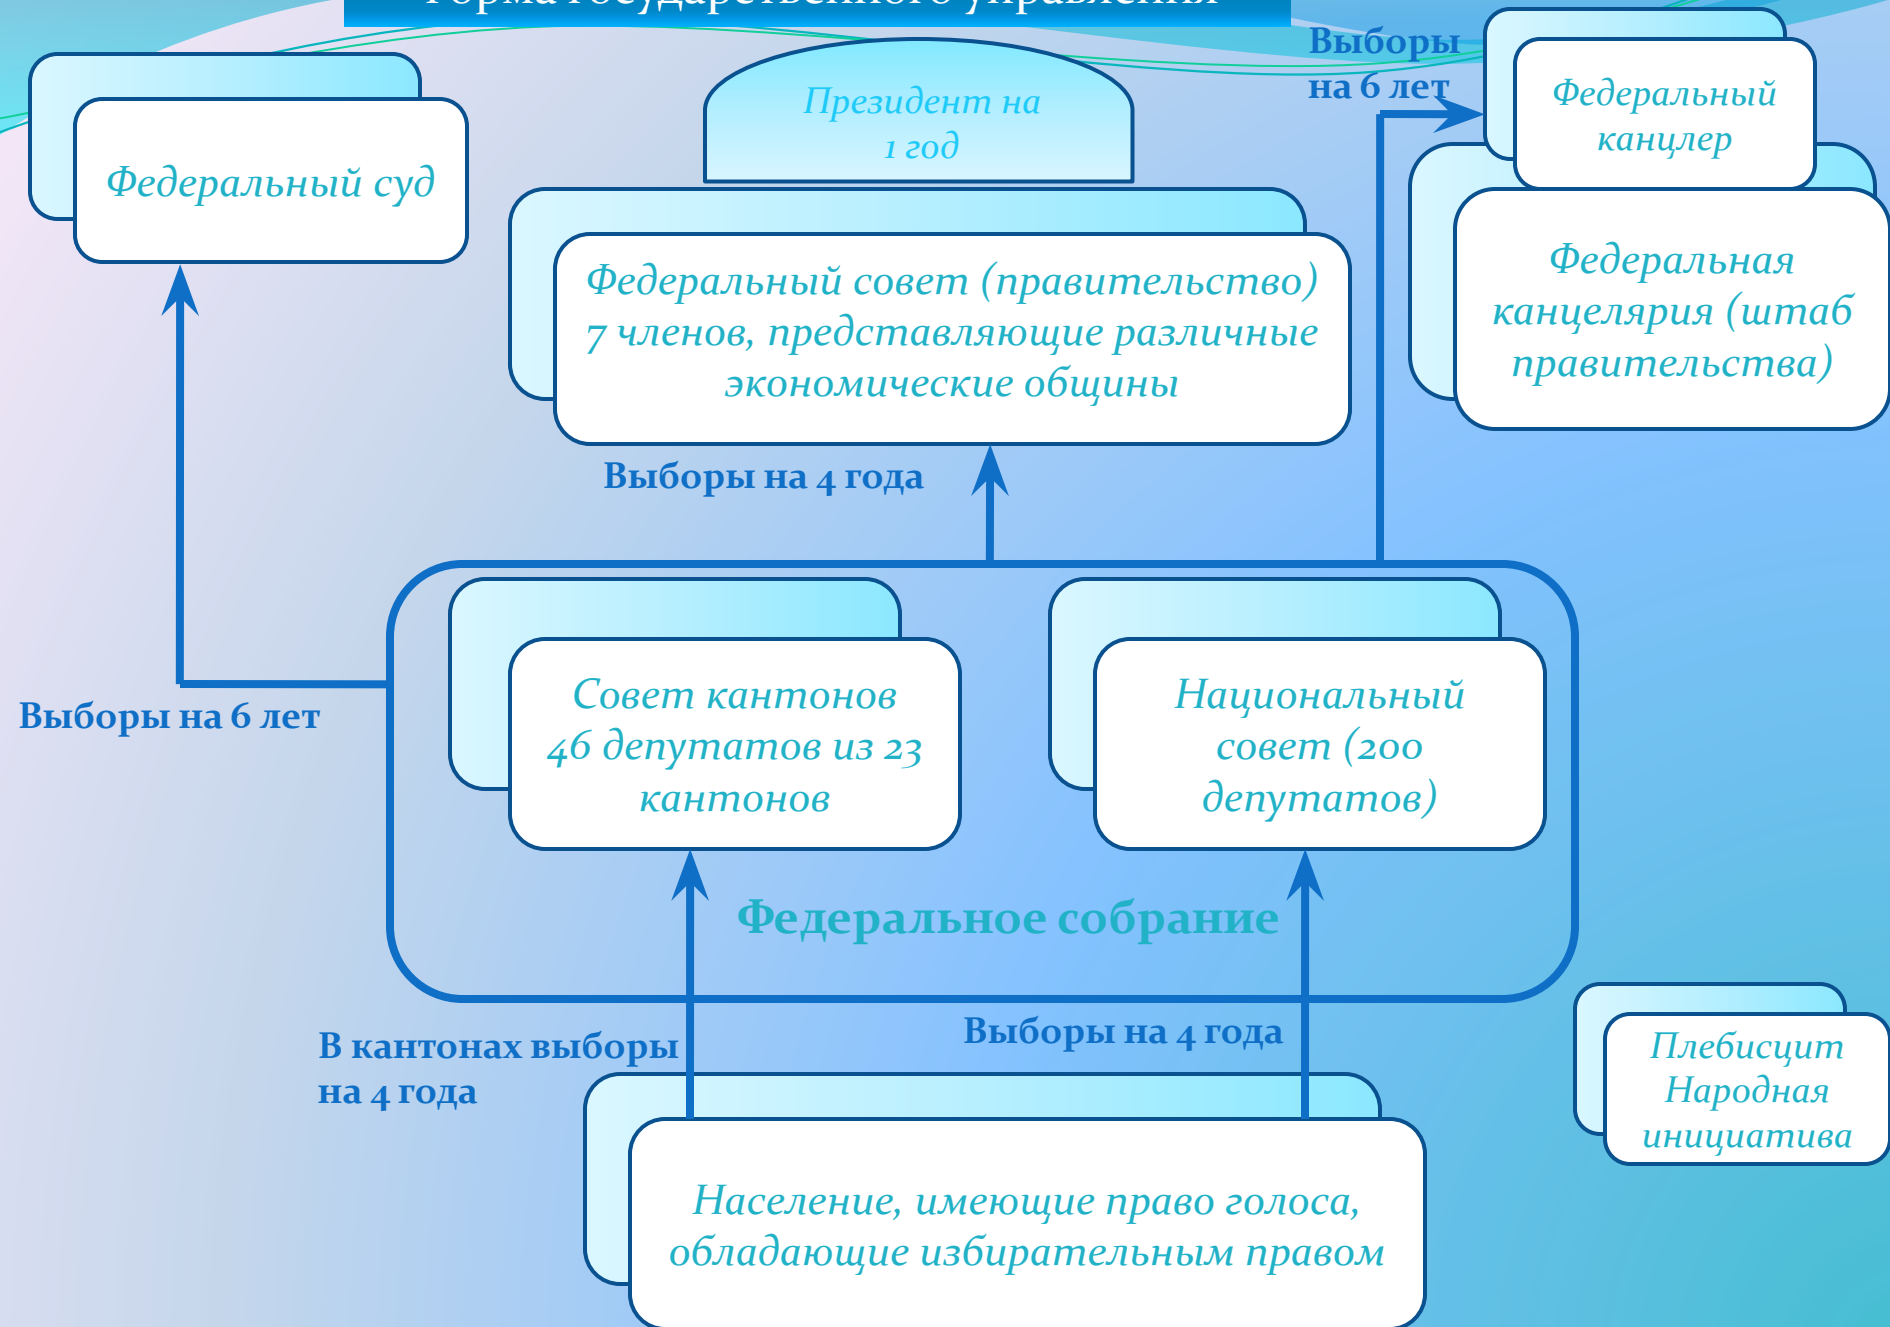 Форма государственного управления
Выборы
на 6 лет
Федеральный
канцлер
Президент на
1 год
Федеральный суд
Федеральный совет (правительство)
7 членов, представляющие различные
экономические общины
Федеральная
канцелярия (штаб
правительства)
Выборы на 4 года
Совет кантонов
46 депутатов из 23
кантонов
Национальный
совет (200
депутатов)
Выборы на 6 лет
Федеральное собрание
В кантонах выборы
на 4 года
Выборы на 4 года
Плебисцит
Народная
инициатива
Население, имеющие право голоса,
обладающие избирательным правом